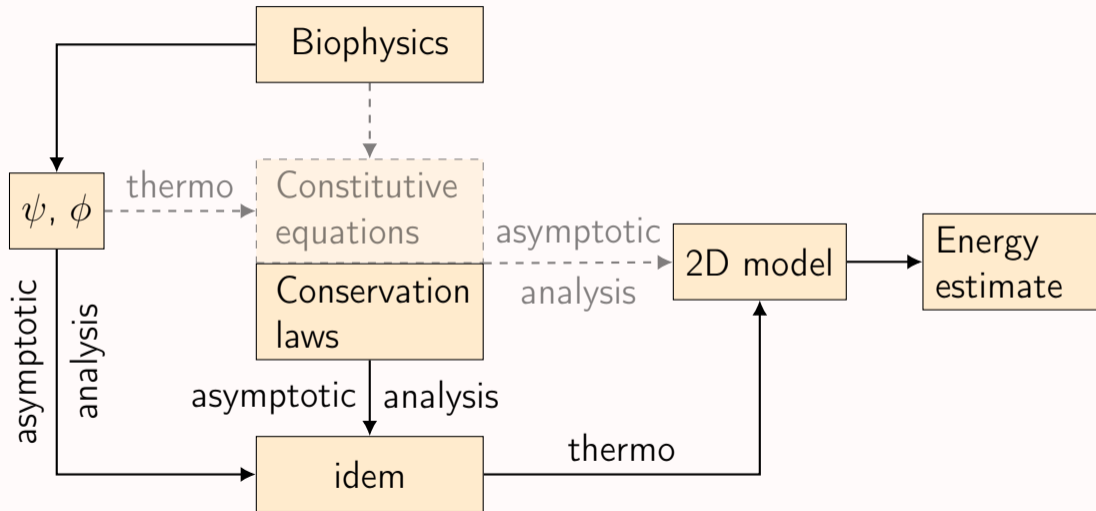 Biophysics
ψ, ϕ
thermo
Constitutive
equations
asymptotic
analysis
2D model
Energy
estimate
Conservation
laws
asymptotic
analysis
asymptotic analysis
idem
thermo